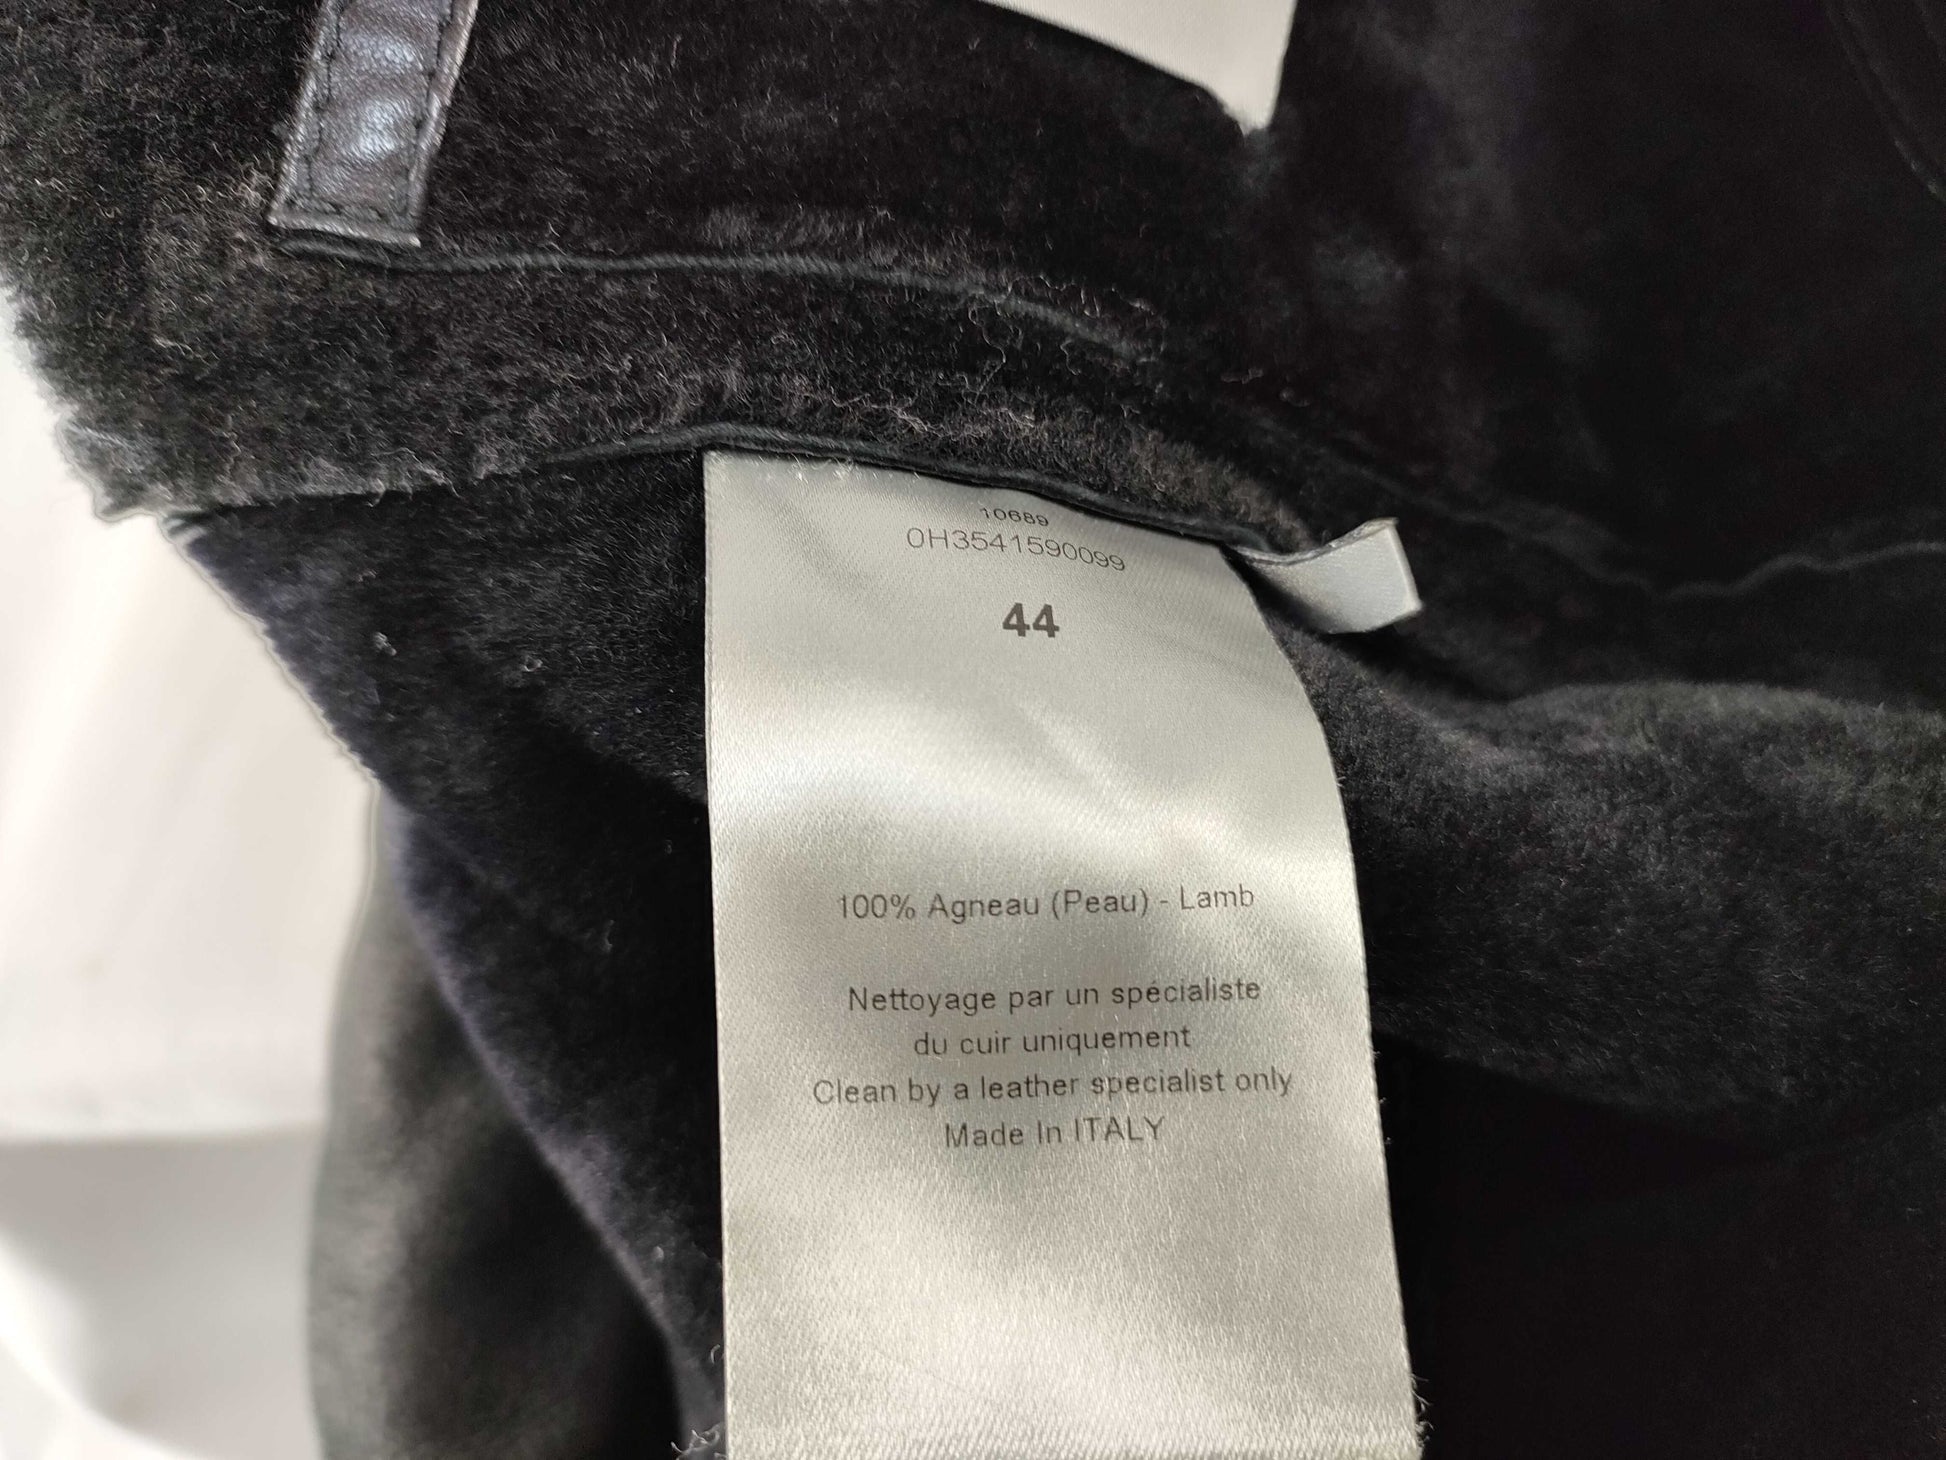 10689
0H3541590099
44
100% Agneau (Peau) - Lamb
Nettoyage par un spécialiste
du cuir uniquement
Clean by a leather specialist only
Made In ITALY